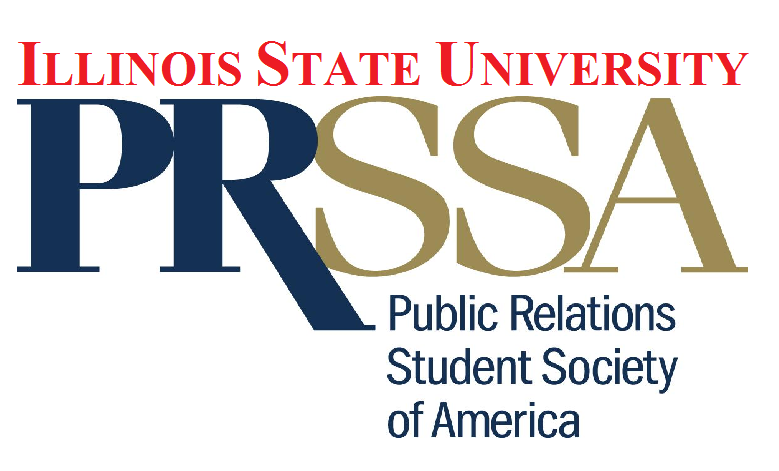 ILLINOIS STATE UNIVERSITY
PRSSA
Public Relations
Student Society
of America